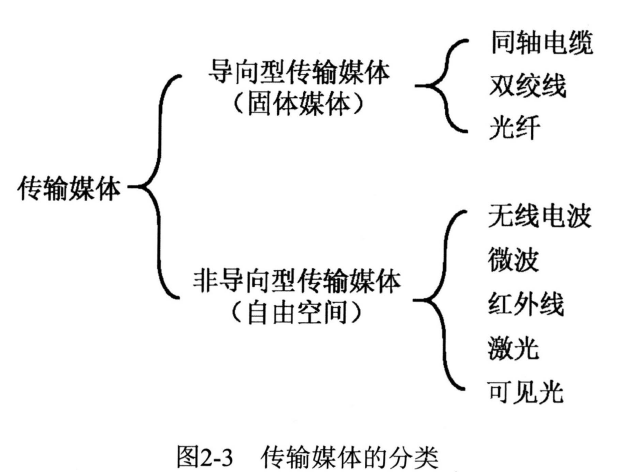 传输媒体
导向型传输媒体
（固体媒体）
同轴电缆
双绞线
光纤
非导向型传输媒体
（自由空间）
无线电波
微波
红外线
激光
可见光
图2-3 传输媒体的分类